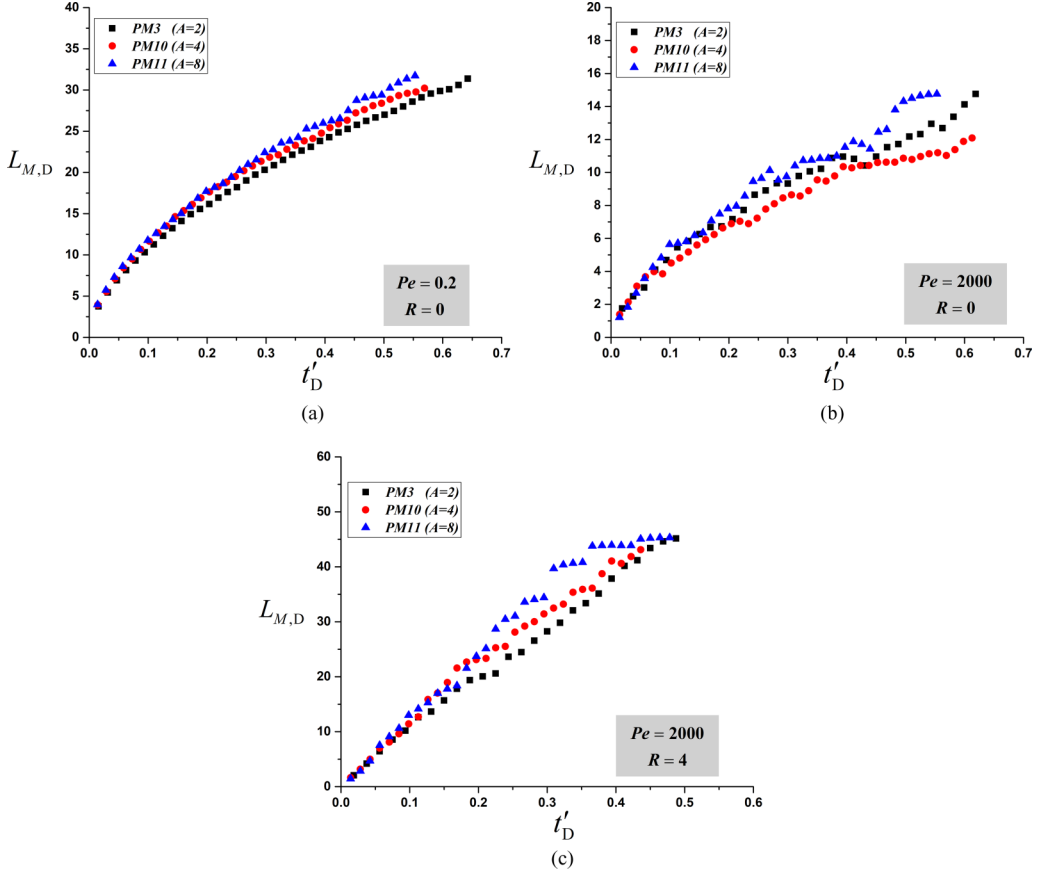 PM3 (A=2)
PM10 (A=4)
PM11 (A=8)
L_{M,D}
40
35
30
25
20
15
10
5
0
0.0 0.1 0.2 0.3 0.4 0.5 0.6 0.7
t'_D
Pe = 0.2
R = 0
(a)
PM3 (A=2)
PM10 (A=4)
PM11 (A=8)
L_{M,D}
20
18
16
14
12
10
8
6
4
2
0
0.0 0.1 0.2 0.3 0.4 0.5 0.6 0.7
t'_D
Pe = 2000
R = 0
(b)
PM3 (A=2)
PM10 (A=4)
PM11 (A=8)
L_{M,D}
60
50
40
30
20
10
0
0.0 0.1 0.2 0.3 0.4 0.5 0.6
t'_D
Pe = 2000
R = 4
(c)